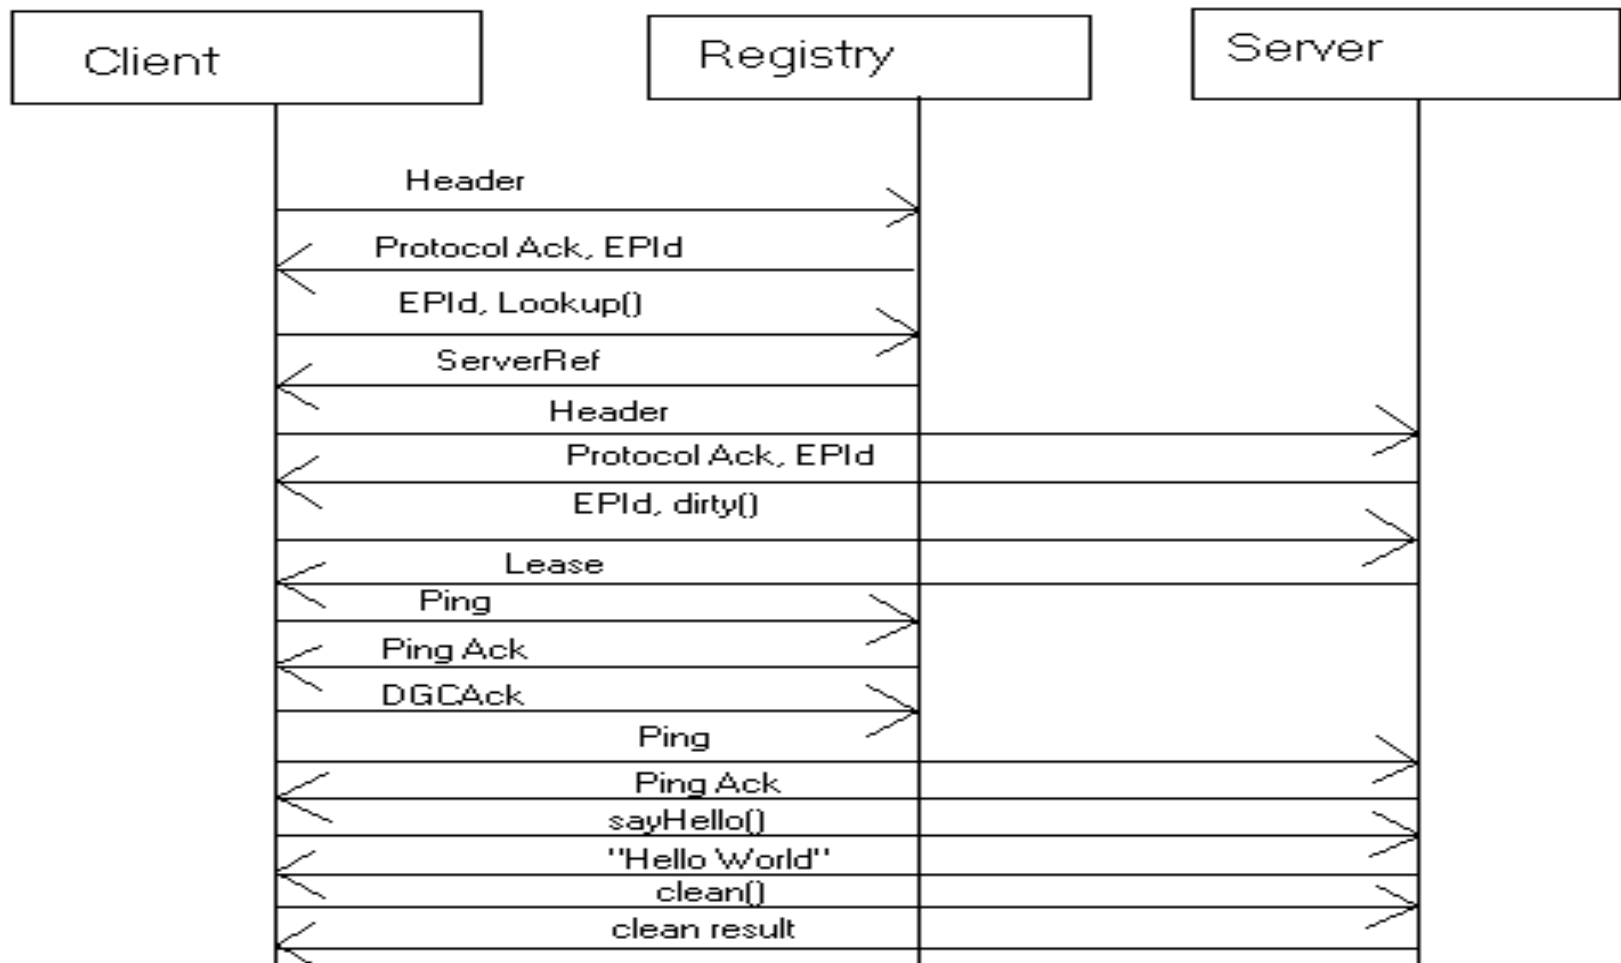 Client
Registry
Server
Header
Protocol Ack, EPId
EPId, Lookup()
ServerRef
Header
Protocol Ack, EPId
EPId, dirty()
Lease
Ping
Ping Ack
DGCAck
Ping
Ping Ack
sayHello()
"Hello World"
clean()
clean result